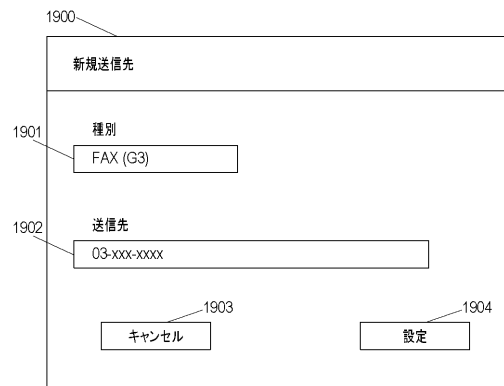 1900
新規送信先
種別
1901
FAX (G3)
送信先
1902
03-xxx-xxxx
1903
1904
キャンセル
設定